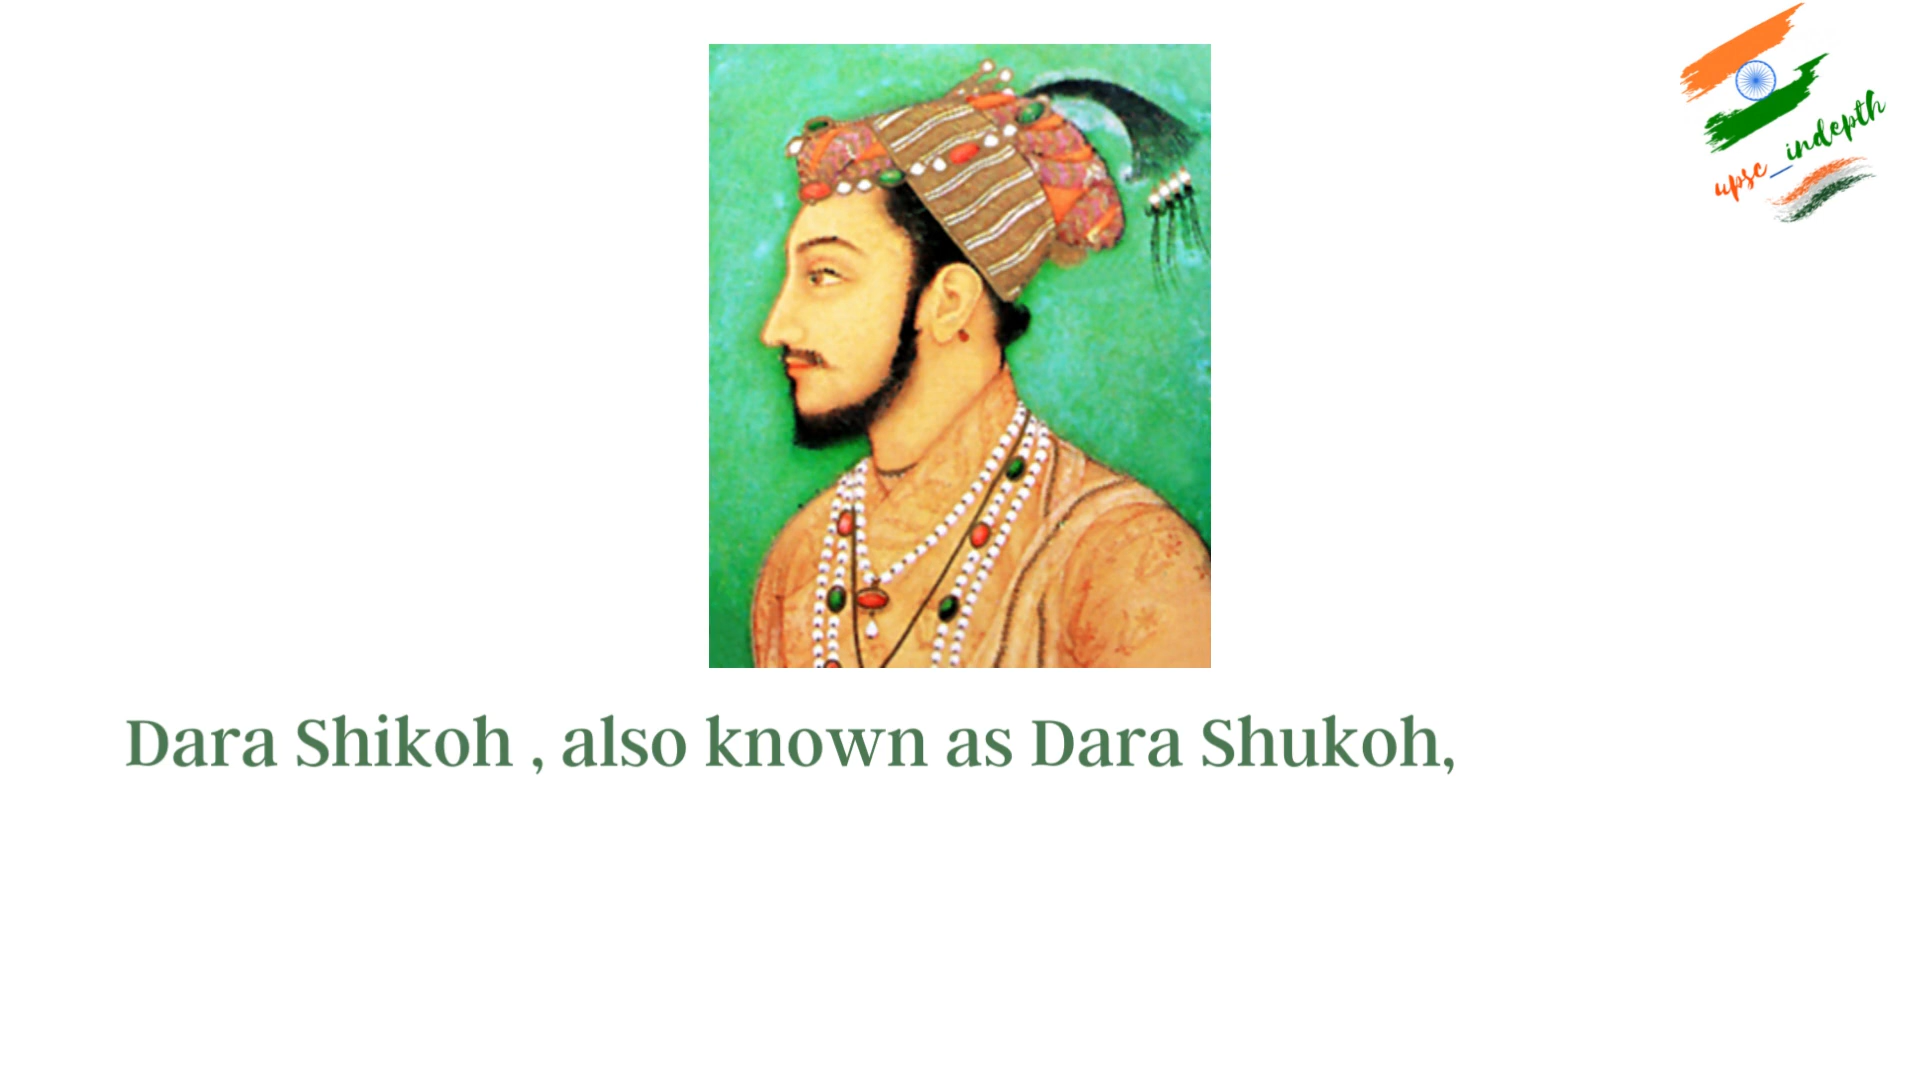 upsc_indepth
Dara Shikoh , also known as Dara Shukoh,